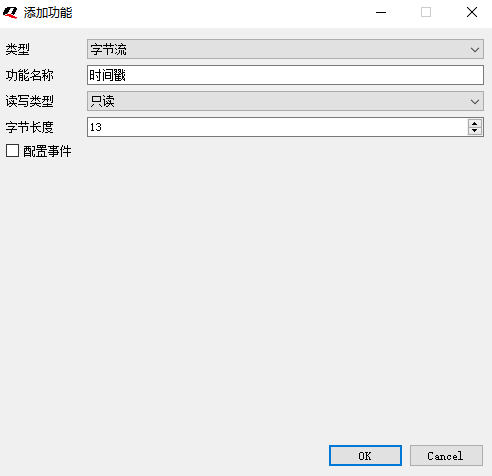 添加功能
类型 字节流
功能名称 时间戳
读写类型 只读
字节长度 13
配置事件
OK Cancel